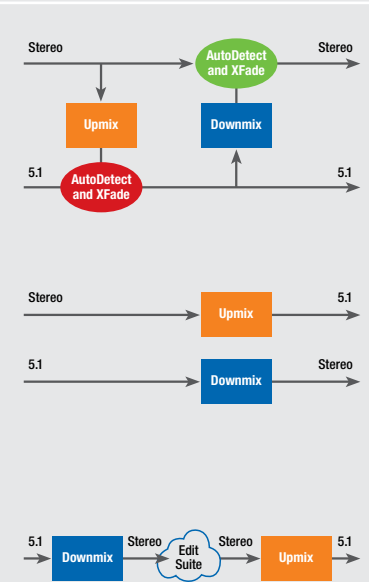 Stereo
AutoDetect
and XFade
Stereo
Upmix
Downmix
5.1
AutoDetect
and XFade
5.1
Stereo
Upmix
5.1
5.1
Downmix
Stereo
5.1
Downmix
Stereo
Edit
Suite
Stereo
Upmix
5.1